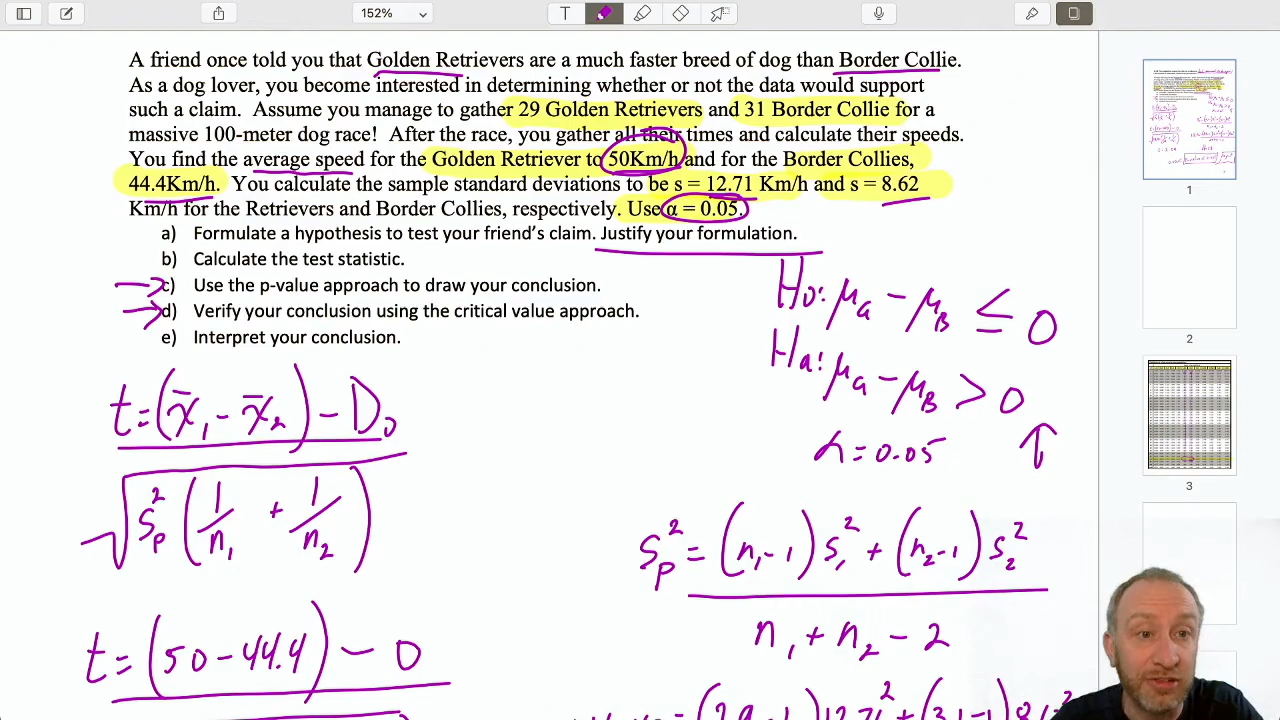 152%
T
A friend once told you that Golden Retrievers are a much faster breed of dog than Border Collie.
As a dog lover, you become interested in determining whether or not the data would support
such a claim. Assume you manage to gather 29 Golden Retrievers and 31 Border Collie for a
massive 100-meter dog race! After the race, you gather all their times and calculate their speeds.
You find the average speed for the Golden Retriever to 50Km/h and for the Border Collies,
44.4Km/h. You calculate the sample standard deviations to be s = 12.71 Km/h and s = 8.62
Km/h for the Retrievers and Border Collies, respectively. Use α = 0.05.
a) Formulate a hypothesis to test your friend's claim. Justify your formulation.
b) Calculate the test statistic.
c) Use the p-value approach to draw your conclusion.
d) Verify your conclusion using the critical value approach.
e) Interpret your conclusion.
H₀: μG − μB ≤ 0
Ha: μG − μB > 0
α = 0.05
t = (x̄₁ − x̄₂) − D₀
√ Sp² (1/n₁ + 1/n₂)
Sp² = (n₁−1) s₁² + (n₂−1) s₂²
n₁ + n₂ − 2
t = (50 − 44.4) − 0
1
2
3